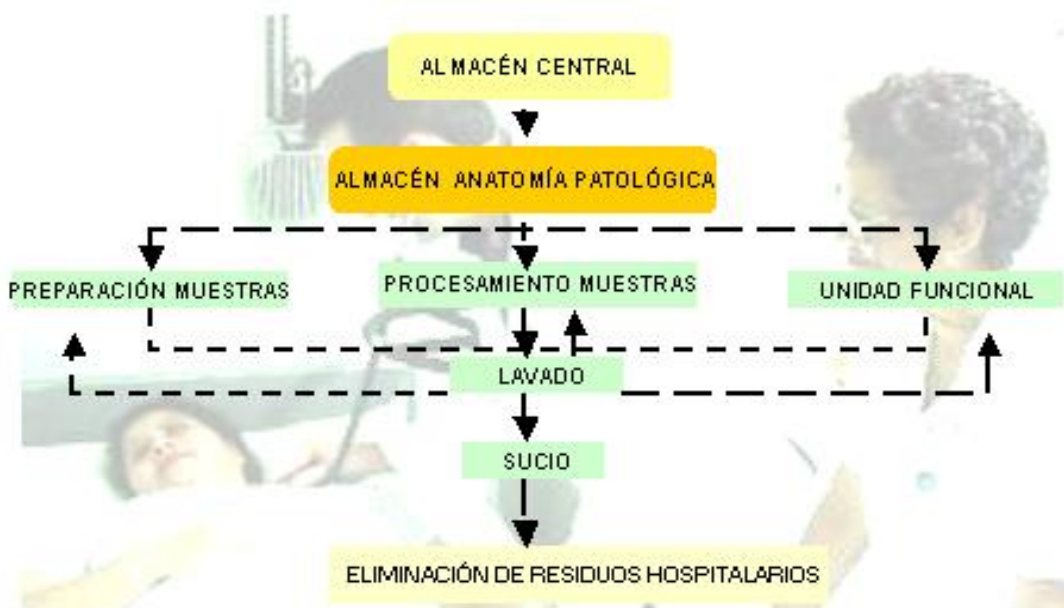 ALMACÉN CENTRAL
ALMACÉN ANATOMÍA PATOLÓGICA
PREPARACIÓN MUESTRAS
PROCESAMIENTO MUESTRAS
UNIDAD FUNCIONAL
LAVADO
SUCIO
ELIMINACIÓN DE RESIDUOS HOSPITALARIOS